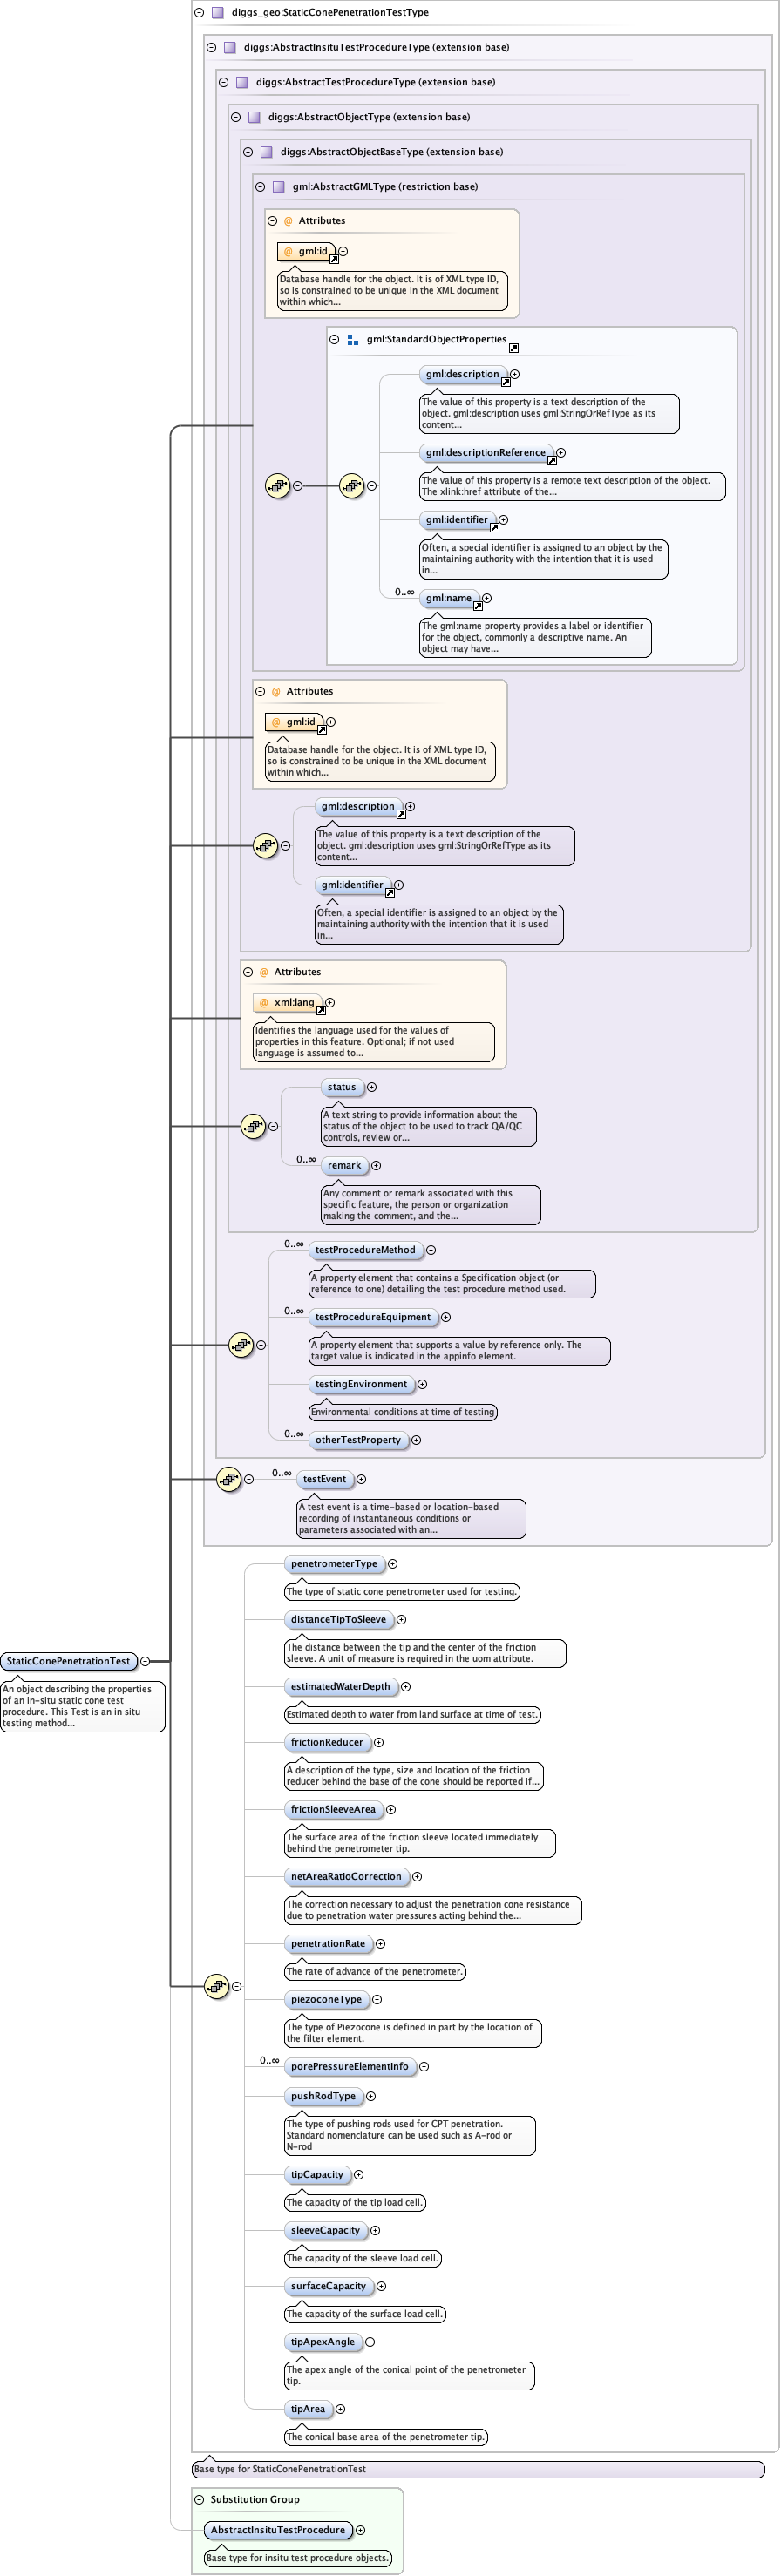 diggs_geo:StaticConePenetrationTestType
diggs:AbstractInsituTestProcedureType (extension base)
diggs:AbstractTestProcedureType (extension base)
diggs:AbstractObjectType (extension base)
diggs:AbstractObjectBaseType (extension base)
gml:AbstractGMLType (restriction base)
@ Attributes
@ gml:id
Database handle for the object. It is of XML type ID,
so is constrained to be unique in the XML document
within which...
gml:StandardObjectProperties
gml:description
The value of this property is a text description of the
object. gml:description uses gml:StringOrRefType as its
content...
gml:descriptionReference
The value of this property is a remote text description of the object.
The xlink:href attribute of the...
gml:identifier
Often, a special identifier is assigned to an object by the
maintaining authority with the intention that it is used
in...
0..∞
gml:name
The gml:name property provides a label or identifier
for the object, commonly a descriptive name. An
object may have...
@ Attributes
@ gml:id
Database handle for the object. It is of XML type ID,
so is constrained to be unique in the XML document
within which...
gml:description
The value of this property is a text description of the
object. gml:description uses gml:StringOrRefType as its
content...
gml:identifier
Often, a special identifier is assigned to an object by the
maintaining authority with the intention that it is used
in...
@ Attributes
@ xml:lang
Identifies the language used for the values of
properties in this feature. Optional; if not used
language is assumed to...
status
A text string to provide information about the
status of the object to be used to track QA/QC
controls, review or...
0..∞
remark
Any comment or remark associated with this
specific feature, the person or organization
making the comment, and the...
0..∞
testProcedureMethod
A property element that contains a Specification object (or
reference to one) detailing the test procedure method used.
0..∞
testProcedureEquipment
A property element that supports a value by reference only. The
target value is indicated in the appinfo element.
testingEnvironment
Environmental conditions at time of testing
0..∞
otherTestProperty
0..∞
testEvent
A test event is a time-based or location-based
recording of instantaneous conditions or
parameters associated with an...
penetrometerType
The type of static cone penetrometer used for testing.
distanceTipToSleeve
The distance between the tip and the center of the friction
sleeve. A unit of measure is required in the uom attribute.
StaticConePenetrationTest
An object describing the properties
of an in-situ static cone test
procedure. This Test is an in situ
testing method...
estimatedWaterDepth
Estimated depth to water from land surface at time of test.
frictionReducer
A description of the type, size and location of the friction
reducer behind the base of the cone should be reported if...
frictionSleeveArea
The surface area of the friction sleeve located immediately
behind the penetrometer tip.
netAreaRatioCorrection
The correction necessary to adjust the penetration cone resistance
due to penetration water pressures acting behind the...
penetrationRate
The rate of advance of the penetrometer.
piezoconeType
The type of Piezocone is defined in part by the location of
the filter element.
0..∞
porePressureElementInfo
pushRodType
The type of pushing rods used for CPT penetration.
Standard nomenclature can be used such as A-rod or
N-rod
tipCapacity
The capacity of the tip load cell.
sleeveCapacity
The capacity of the sleeve load cell.
surfaceCapacity
The capacity of the surface load cell.
tipApexAngle
The apex angle of the conical point of the penetrometer
tip.
tipArea
The conical base area of the penetrometer tip.
Base type for StaticConePenetrationTest
Substitution Group
AbstractInsituTestProcedure
Base type for insitu test procedure objects.